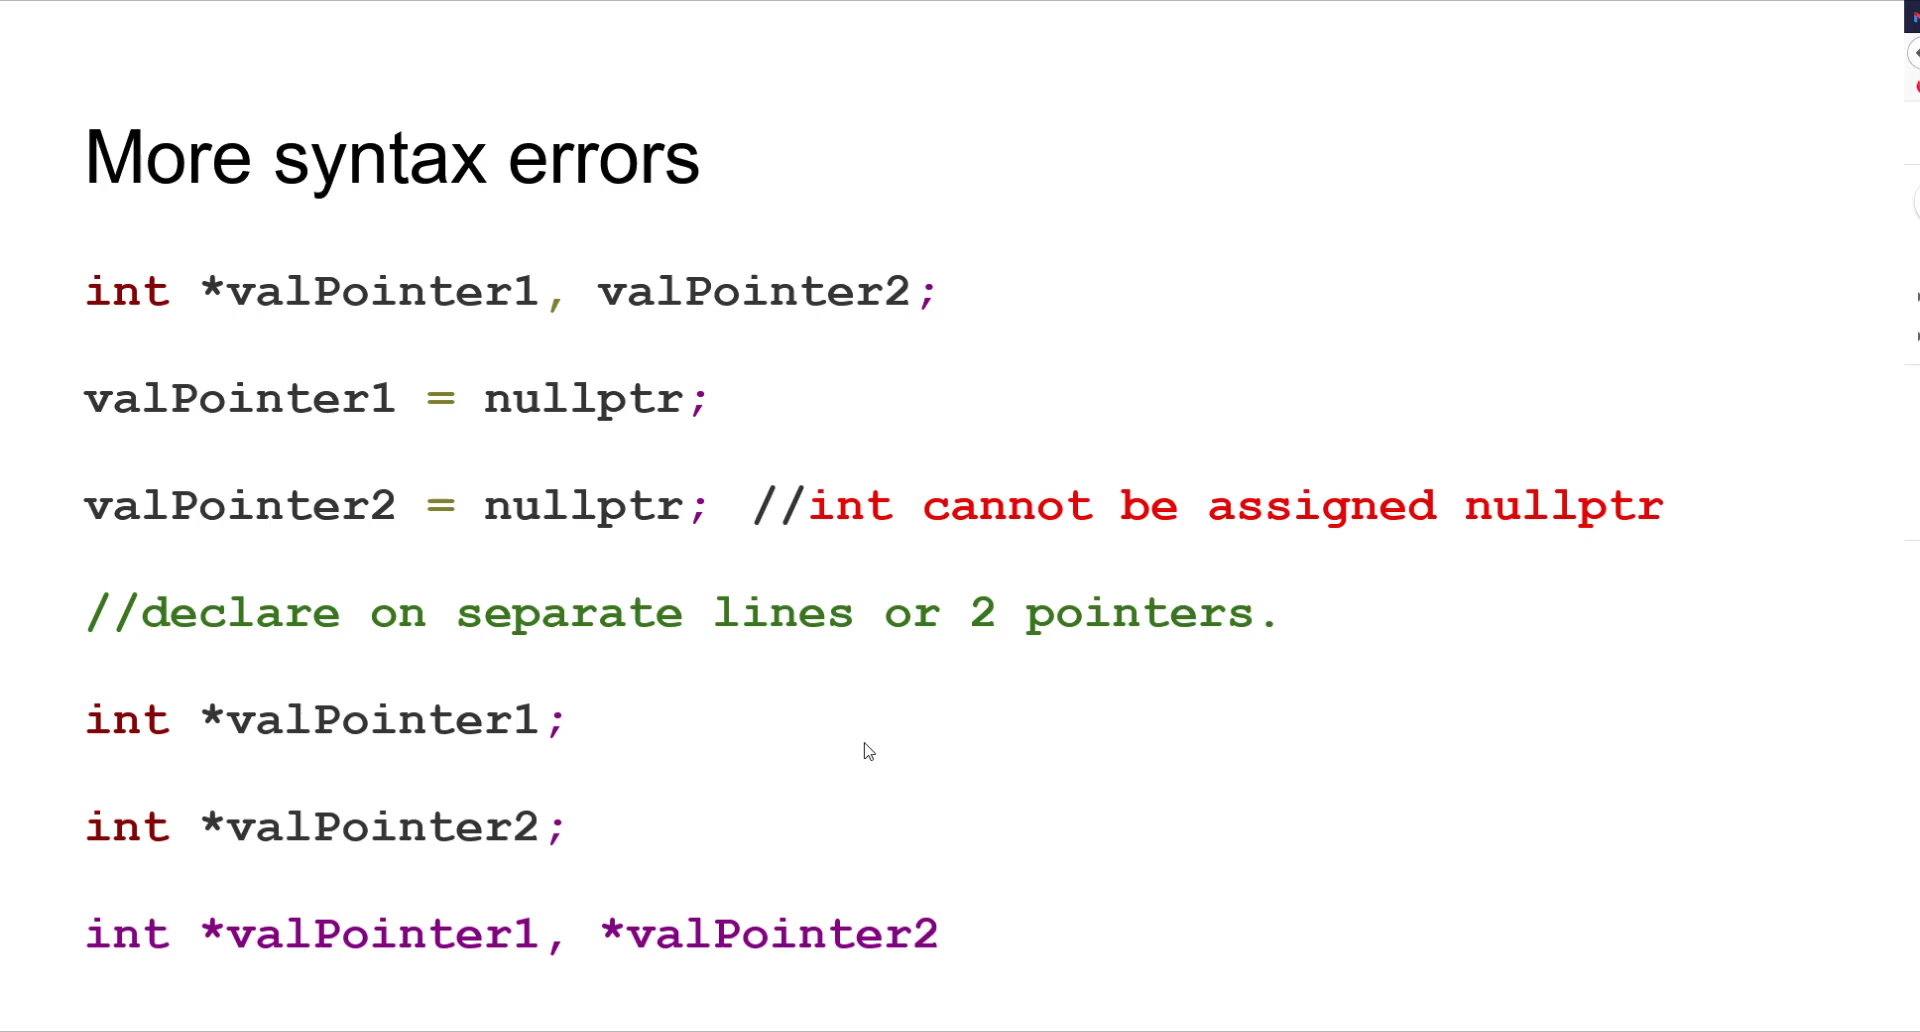 More syntax errors
int *valPointer1, valPointer2;
valPointer1 = nullptr;
valPointer2 = nullptr; //int cannot be assigned nullptr
//declare on separate lines or 2 pointers.
int *valPointer1;
int *valPointer2;
int *valPointer1, *valPointer2